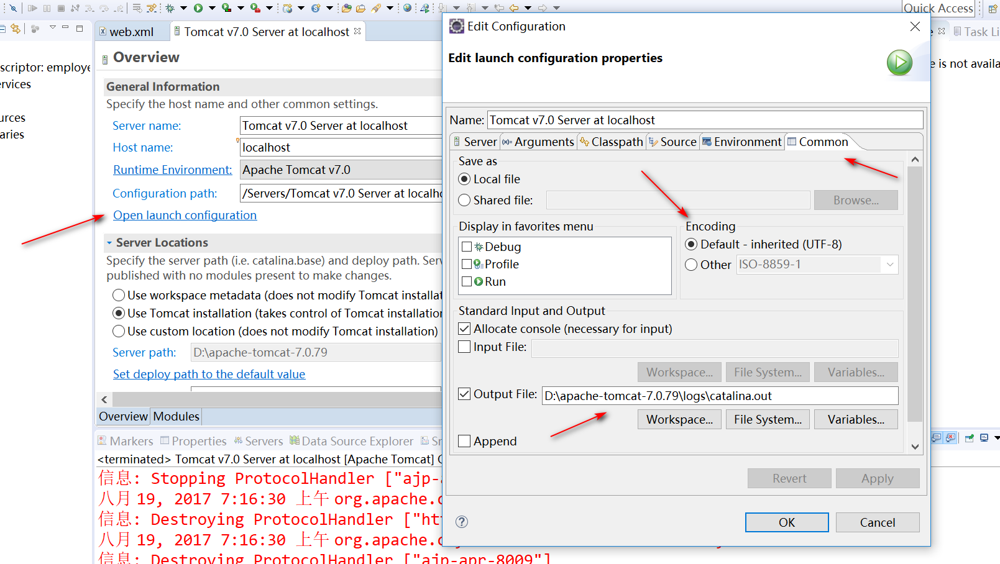 Quick Access
web.xml
Tomcat v7.0 Server at localhost
Task Li
scriptor: employe
ervices
urces
aries
Overview
General Information
Specify the host name and other common settings.
Server name:
Tomcat v7.0 Server at localhost
Host name:
localhost
Runtime Environment:
Apache Tomcat v7.0
Configuration path:
/Servers/Tomcat v7.0 Server at localho
Open launch configuration
Server Locations
Specify the server path (i.e. catalina.base) and deploy path. Serv
published with no modules present to make changes.
Use workspace metadata (does not modify Tomcat installat
Use Tomcat installation (takes control of Tomcat installation
Use custom location (does not modify Tomcat installation)
Server path:
D:\apache-tomcat-7.0.79
Set deploy path to the default value
Overview
Modules
Markers
Properties
Servers
Data Source Explorer
Sn
<terminated> Tomcat v7.0 Server at localhost [Apache Tomcat] C
信息: Stopping ProtocolHandler ["ajp-a
八月 19, 2017 7:16:30 上午 org.apache.c
信息: Destroying ProtocolHandler ["ht
八月 19, 2017 7:16:30 上午 org.apache.c
信息: Destroying ProtocolHandler ["ajp-apr-8009"]
e is not availa
Edit Configuration
Edit launch configuration properties
Name:
Tomcat v7.0 Server at localhost
Server
(x)= Arguments
Classpath
Source
Environment
Common
Save as
Local file
Shared file:
Browse...
Display in favorites menu
Debug
Profile
Run
Encoding
Default - inherited (UTF-8)
Other
ISO-8859-1
Standard Input and Output
Allocate console (necessary for input)
Input File:
Workspace...
File System...
Variables...
Output File:
D:\apache-tomcat-7.0.79\logs\catalina.out
Workspace...
File System...
Variables...
Append
Revert
Apply
OK
Cancel